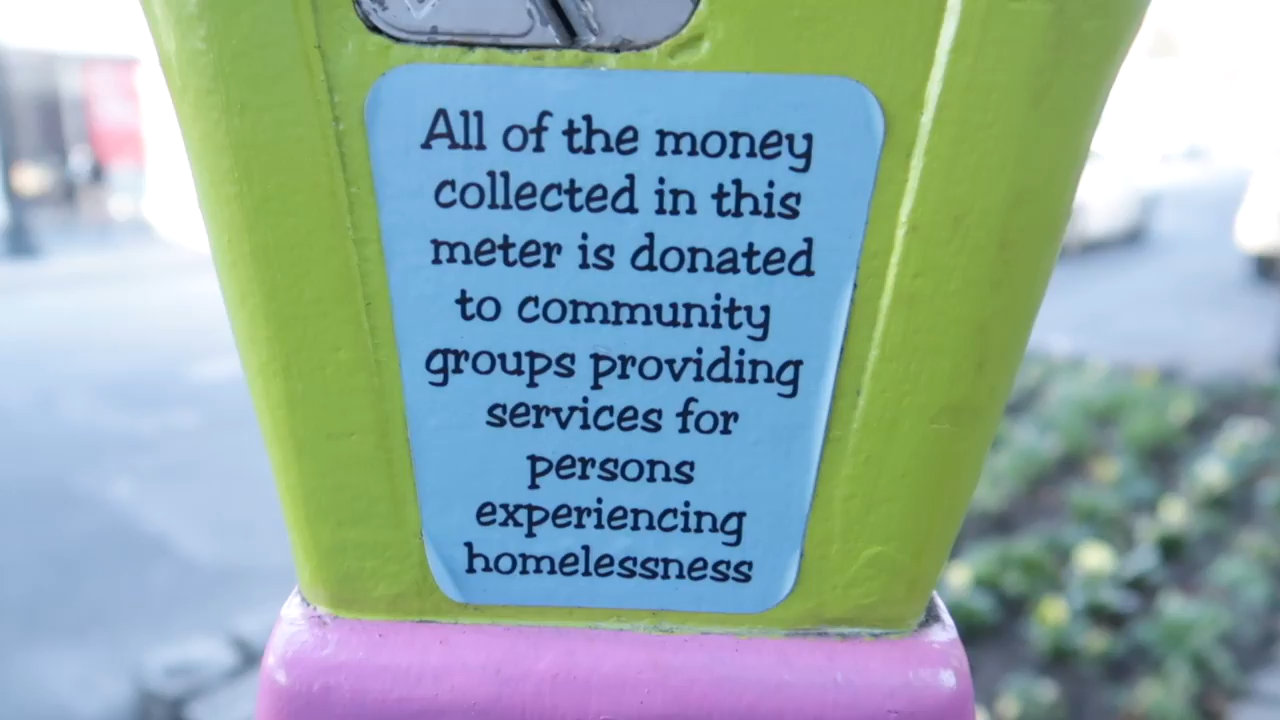 All of the money
collected in this
meter is donated
to community
groups providing
services for
persons
experiencing
homelessness